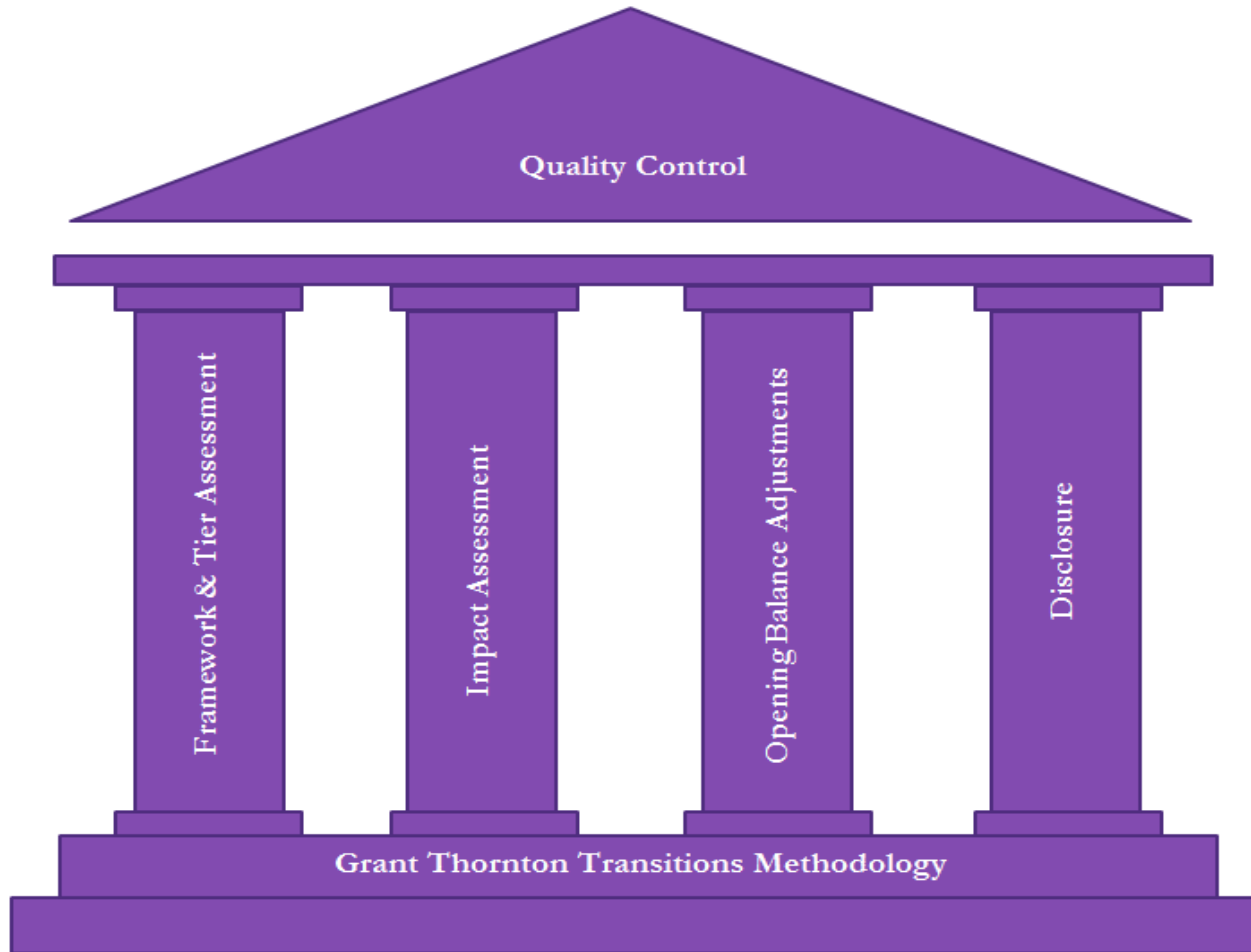 Quality Control
Framework & Tier Assessment
Impact Assessment
Opening Balance Adjustments
Disclosure
Grant Thornton Transitions Methodology